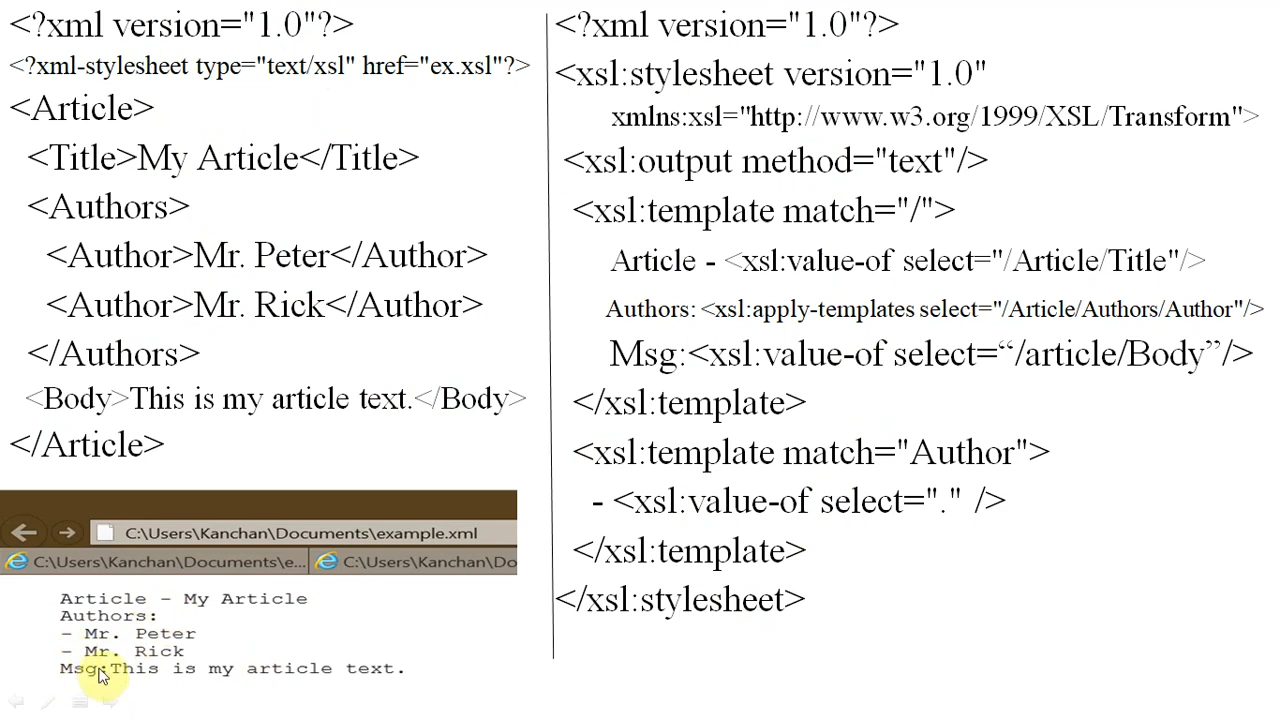 <?xml version="1.0"?>
<?xml-stylesheet type="text/xsl" href="ex.xsl"?>
<Article>
<Title>My Article</Title>
<Authors>
<Author>Mr. Peter</Author>
<Author>Mr. Rick</Author>
</Authors>
<Body>This is my article text.</Body>
</Article>
C:\Users\Kanchan\Documents\example.xml
C:\Users\Kanchan\Documents\e... C:\Users\Kanchan\Do
Article - My Article
Authors:
- Mr. Peter
- Mr. Rick
Msg:This is my article text.
<?xml version="1.0"?>
<xsl:stylesheet version="1.0"
xmlns:xsl="http://www.w3.org/1999/XSL/Transform">
<xsl:output method="text"/>
<xsl:template match="/">
Article - <xsl:value-of select="/Article/Title"/>
Authors: <xsl:apply-templates select="/Article/Authors/Author"/>
Msg:<xsl:value-of select=“/article/Body”/>
</xsl:template>
<xsl:template match="Author">
- <xsl:value-of select="." />
</xsl:template>
</xsl:stylesheet>